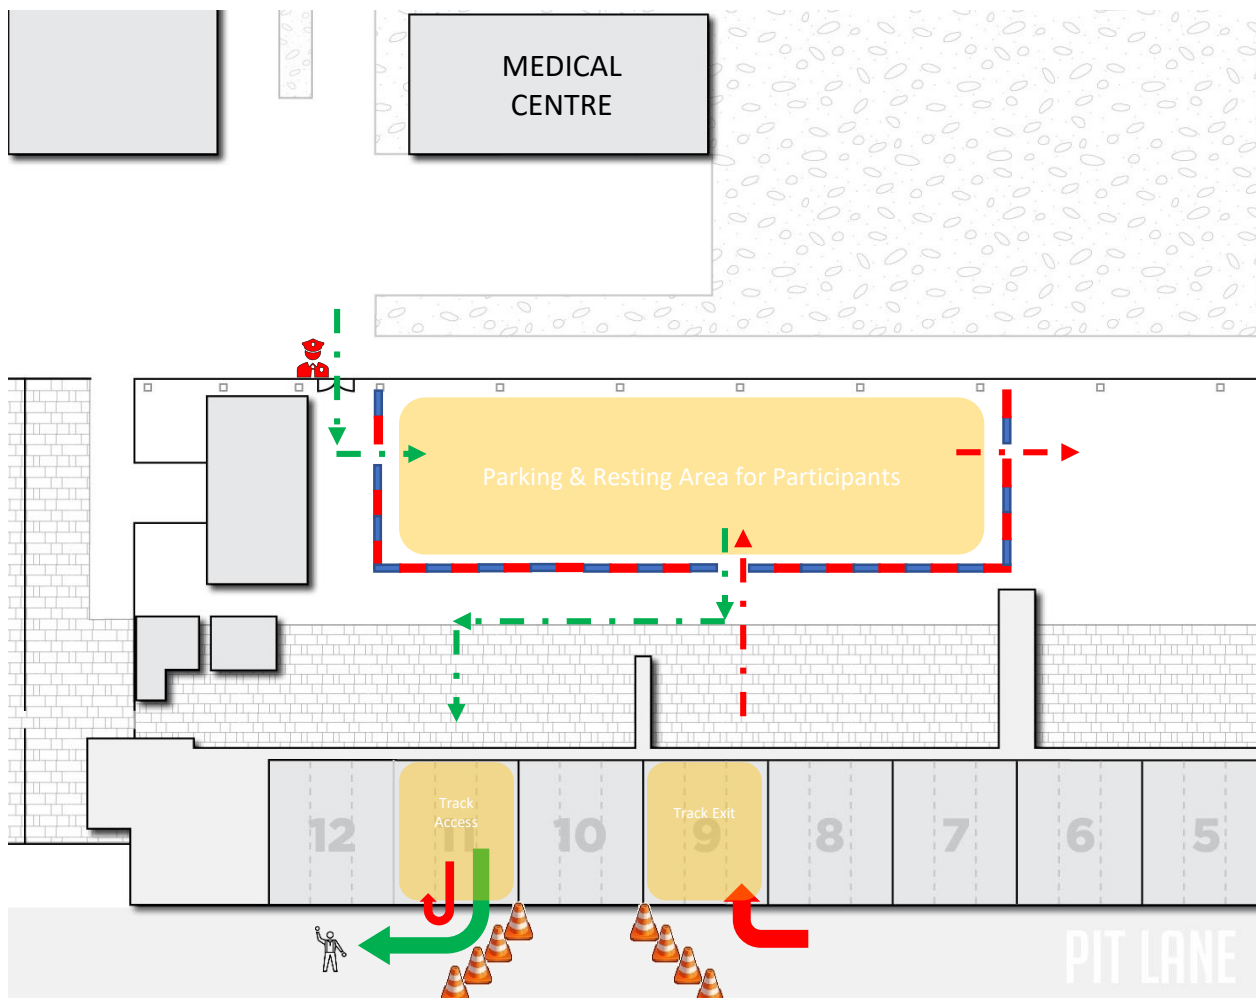 MEDICAL
CENTRE
Parking & Resting Area for Participants
Track
Access
Track Exit
12
11
10
9
8
7
6
5
PIT LANE